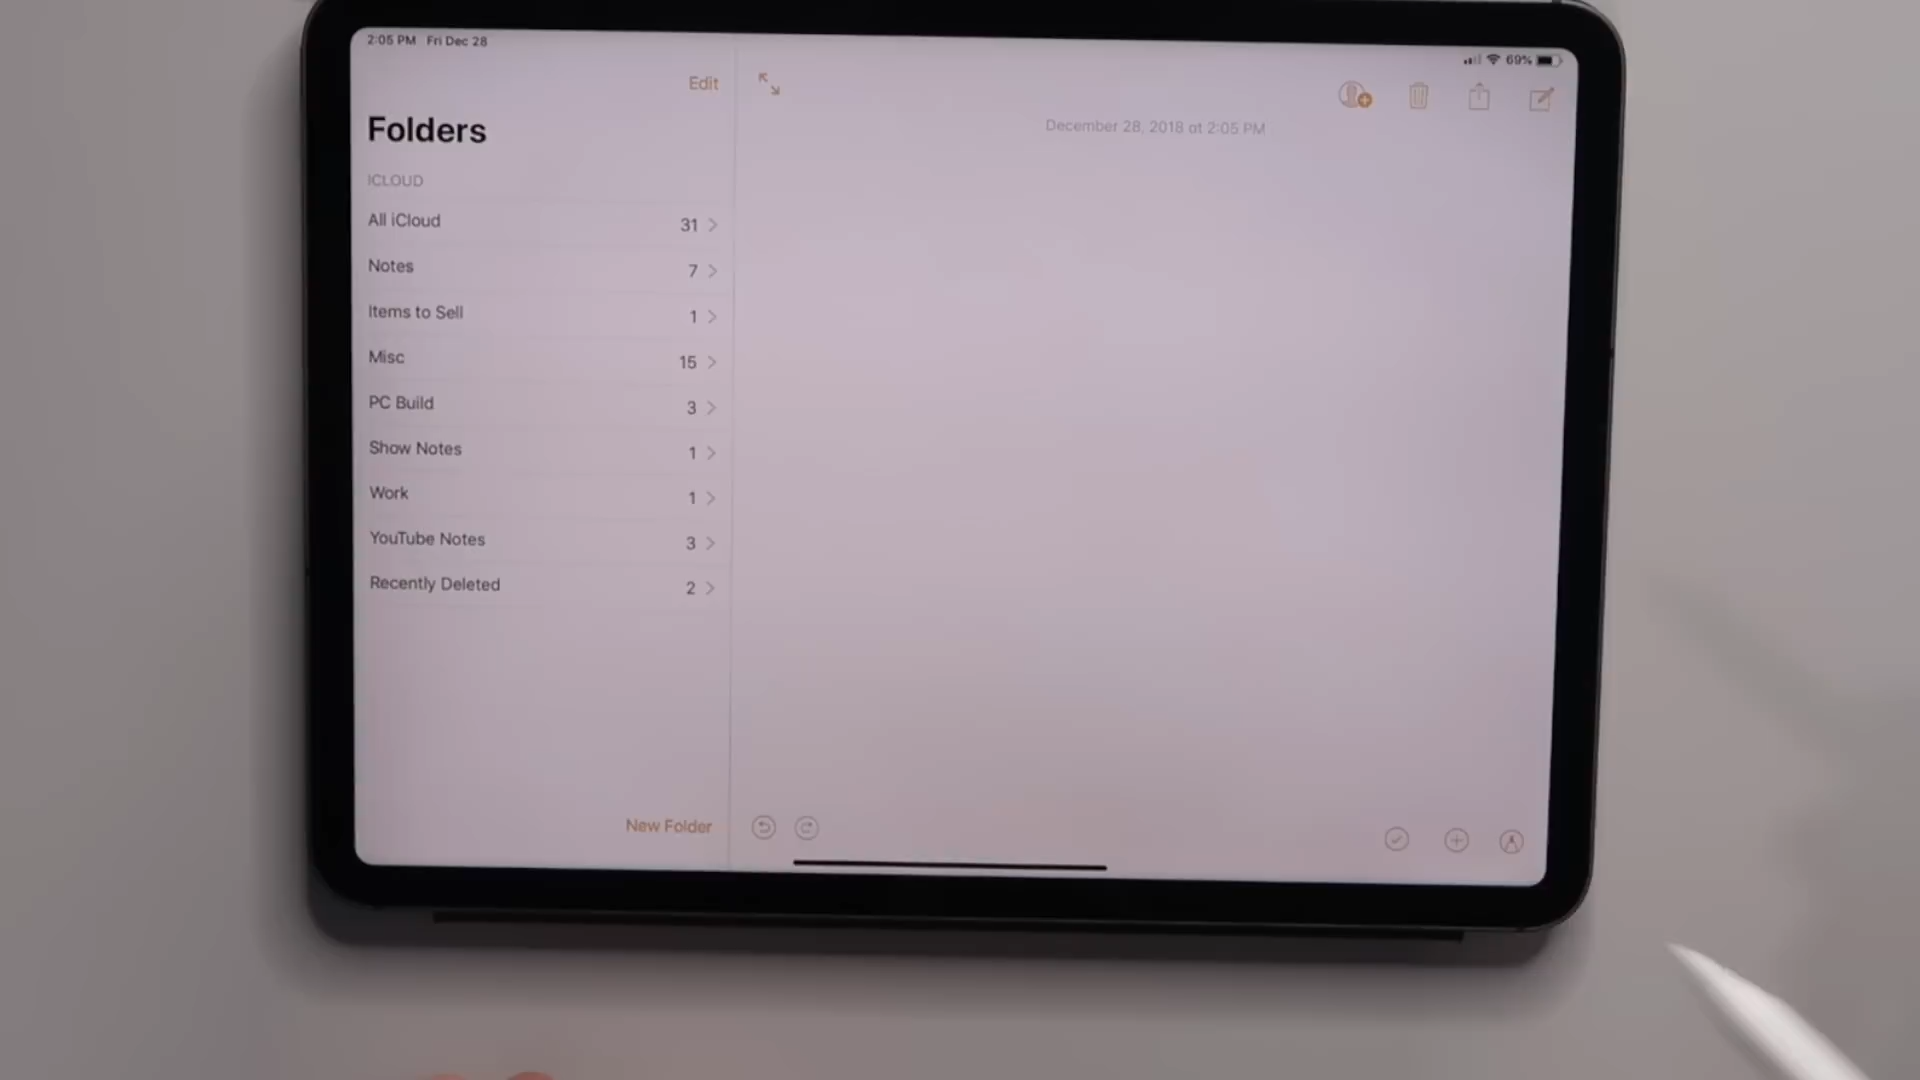 2:05 PM Fri Dec 28
69%
Edit
Folders
December 28, 2018 at 2:05 PM
ICLOUD
All iCloud 31
Notes 7
Items to Sell 1
Misc 15
PC Build 3
Show Notes 1
Work 1
YouTube Notes 3
Recently Deleted 2
New Folder